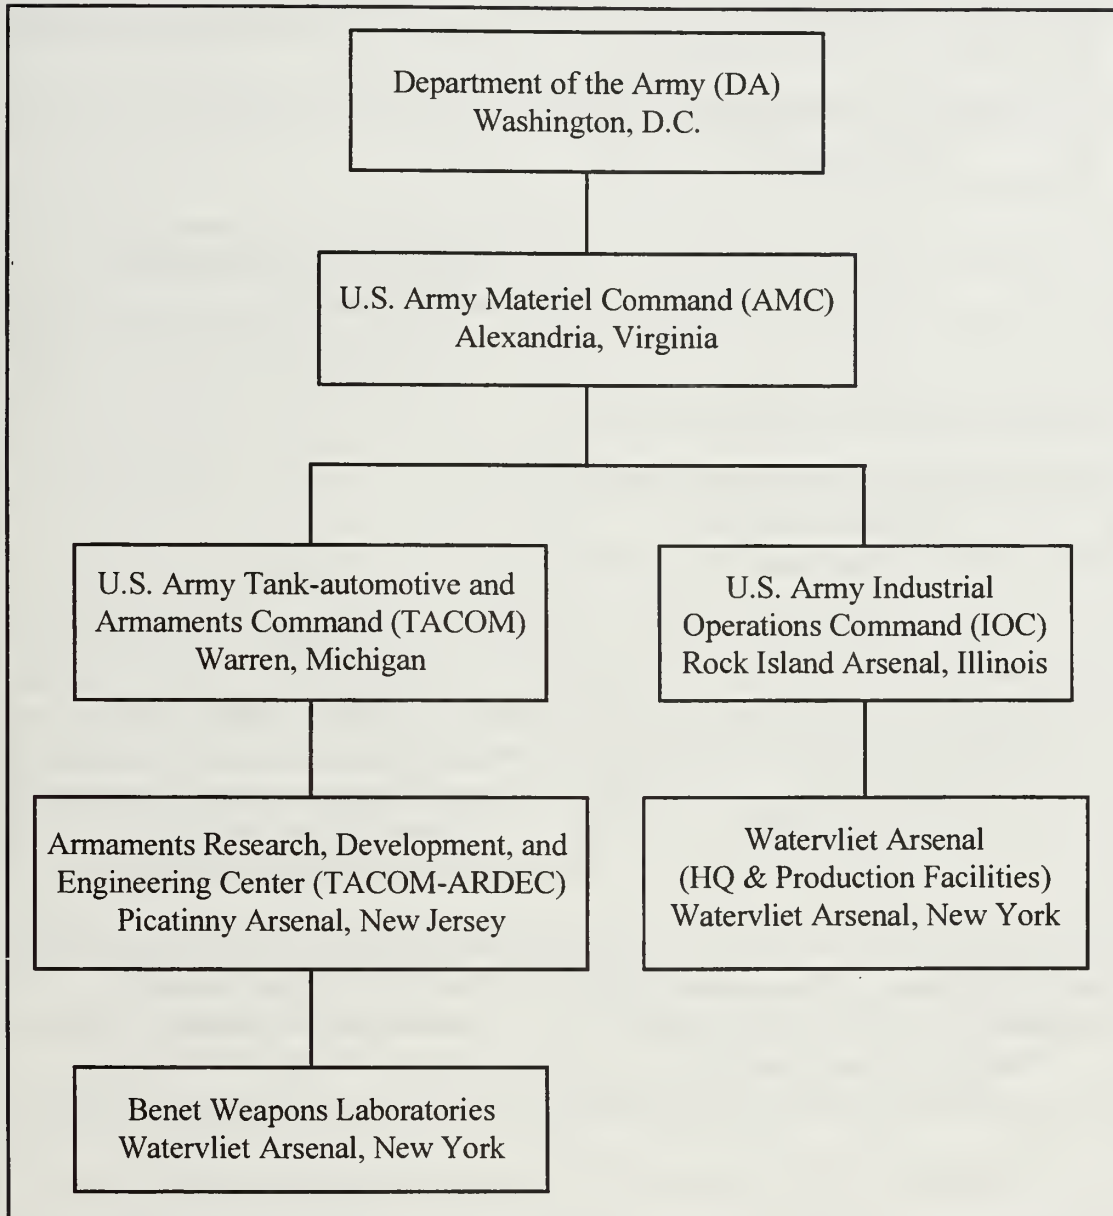 Department of the Army (DA)
Washington, D.C.
U.S. Army Materiel Command (AMC)
Alexandria, Virginia
U.S. Army Tank-automotive and
Armaments Command (TACOM)
Warren, Michigan
U.S. Army Industrial
Operations Command (IOC)
Rock Island Arsenal, Illinois
Armaments Research, Development, and
Engineering Center (TACOM-ARDEC)
Picatinny Arsenal, New Jersey
Watervliet Arsenal
(HQ & Production Facilities)
Watervliet Arsenal, New York
Benet Weapons Laboratories
Watervliet Arsenal, New York